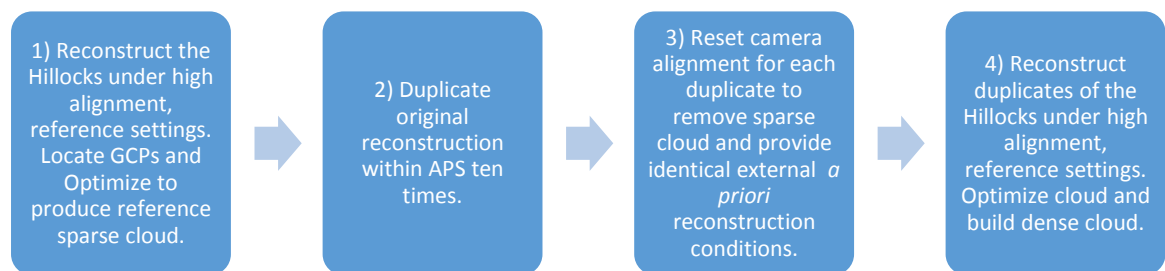 1) Reconstruct the
Hillocks under high
alignment,
reference settings.
Locate GCPs and
Optimize to
produce reference
sparse cloud.
2) Duplicate
original
reconstruction
within APS ten
times.
3) Reset camera
alignment for each
duplicate to
remove sparse
cloud and provide
identical external a
priori
reconstruction
conditions.
4) Reconstruct
duplicates of the
Hillocks under high
alignment,
reference settings.
Optimize cloud and
build dense cloud.